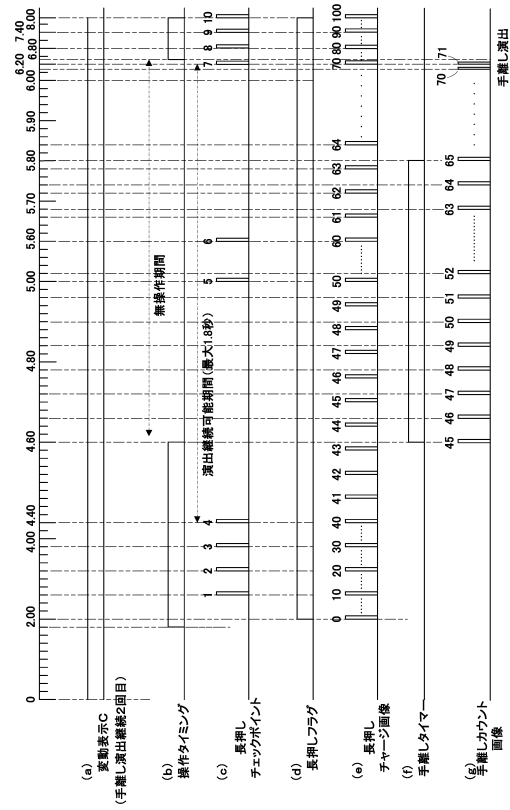 0 2.00 4.00 4.40 4.60 4.80 5.00 5.60 5.70 5.80 5.90 6.00 6.20 6.80 7.40 8.00
(a)
変動表示C
(手離し演出継続2回目)
無操作期間
(b)
操作タイミング
演出継続可能期間(最大1.8秒)
(c)
長押し
チェックポイント
1 2 3 4 5 6 7 8 9 10
(d)
長押しフラグ
(e)
長押し
チャージ画像
0 10 20 30 40 41 42 43 44 45 46 47 48 49 50 60 61 62 63 64 70 80 90 100
(f)
手離しタイマー
(g)
手離しカウント
画像
45 46 47 48 49 50 51 52 63 64 65 70 71
手離し演出